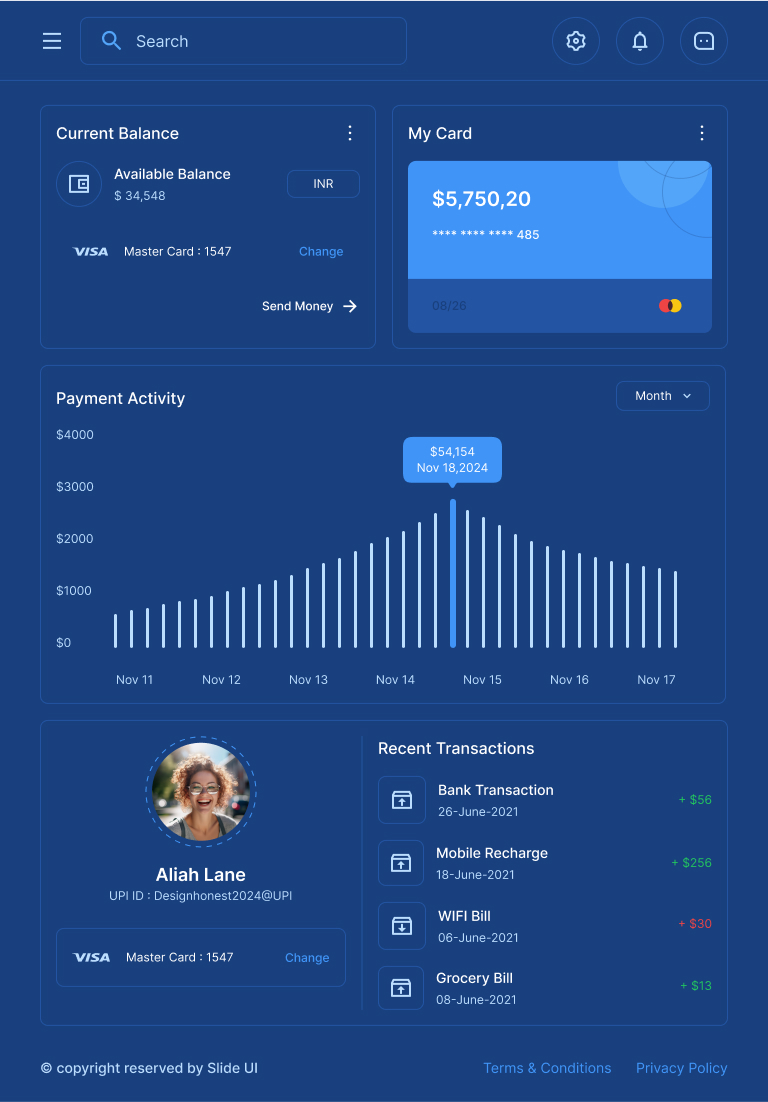 Search
Current Balance
Available Balance
$ 34,548
INR
VISA
Master Card : 1547
Change
Send Money
My Card
$5,750,20
**** **** **** 485
08/26
Payment Activity
Month
$4000
$3000
$2000
$1000
$0
$54,154
Nov 18,2024
Nov 11
Nov 12
Nov 13
Nov 14
Nov 15
Nov 16
Nov 17
Aliah Lane
UPI ID : Designhonest2024@UPI
VISA
Master Card : 1547
Change
Recent Transactions
Bank Transaction
26-June-2021
+ $56
Mobile Recharge
18-June-2021
+ $256
WIFI Bill
06-June-2021
+ $30
Grocery Bill
08-June-2021
+ $13
© copyright reserved by Slide UI
Terms & Conditions
Privacy Policy